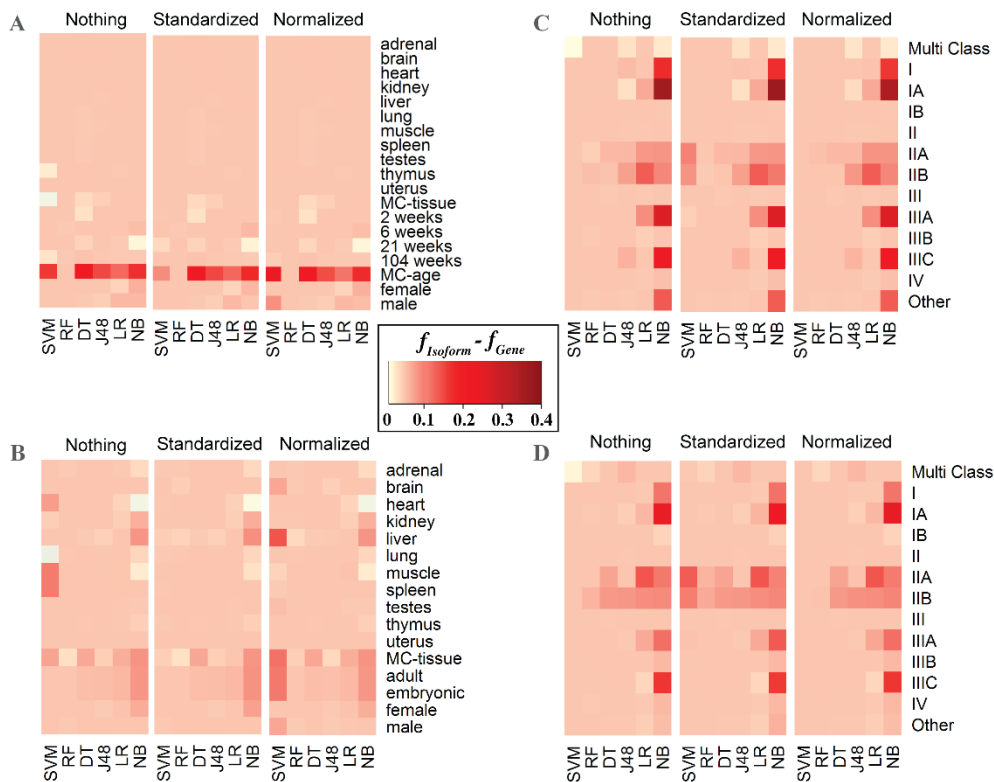 A
Nothing
Standardized
Normalized
adrenal
brain
heart
kidney
liver
lung
muscle
spleen
testes
thymus
uterus
MC-tissue
2 weeks
6 weeks
21 weeks
104 weeks
MC-age
female
male
SVM
RF
DT
J48
LR
NB
SVM
RF
DT
J48
LR
NB
SVM
RF
DT
J48
LR
NB
C
Nothing
Standardized
Normalized
Multi Class
I
IA
IB
II
IIA
IIB
III
IIIA
IIIB
IIIC
IV
Other
SVM
RF
DT
J48
LR
NB
SVM
RF
DT
J48
LR
NB
SVM
RF
DT
J48
LR
NB
f Isoform - f Gene
0 0.1 0.2 0.3 0.4
B
Nothing
Standardized
Normalized
adrenal
brain
heart
kidney
liver
lung
muscle
spleen
testes
thymus
uterus
MC-tissue
adult
embryonic
female
male
SVM
RF
DT
J48
LR
NB
SVM
RF
DT
J48
LR
NB
SVM
RF
DT
J48
LR
NB
D
Nothing
Standardized
Normalized
Multi Class
I
IA
IB
II
IIA
IIB
III
IIIA
IIIB
IIIC
IV
Other
SVM
RF
DT
J48
LR
NB
SVM
RF
DT
J48
LR
NB
SVM
RF
DT
J48
LR
NB